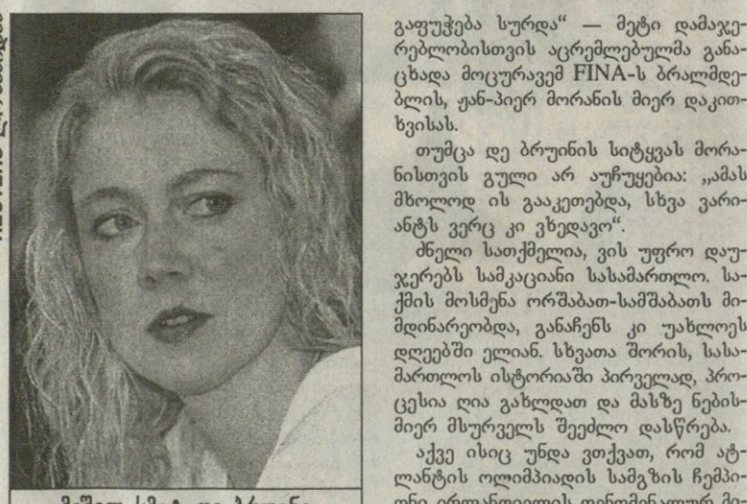 გაფუჭება სურდა“ — მეტი დამაჯე-
რებლობისთვის აცრემლებულმა განა-
ცხადა მოცურავემ FINA-ს ბრალმდე-
ბლის, ჟან-პიერ მორანის მიერ დაკით-
ხვისას.
თუმცა დე ბრუინის სიტყვას მორა-
ნისთვის გული არ აუჩუყებია: „ამას
მხოლოდ ის გააკეთებდა, სხვა ვარი-
ანტს ვერც კი ვხედავო“.
ძნელი სათქმელია, ვის უფრო დაუ-
ჯერებს სამკაციანი სასამართლო. სა-
ქმის მოსმენა ორშაბათ-სამშაბათს მი-
მდინარეობდა, განაჩენს კი უახლოეს
დღეებში ელიან. სხვათა შორის, სასა-
მართლოს ისტორიაში პირველად, პრო-
ცესია ღია გახლდათ და მასზე ნების-
მიერ მსურველს შეეძლო დასწრება.
აქვე ისიც უნდა ვთქვათ, რომ ატ-
ლანტის ოლიმპიადის სამგზის ჩემპი-